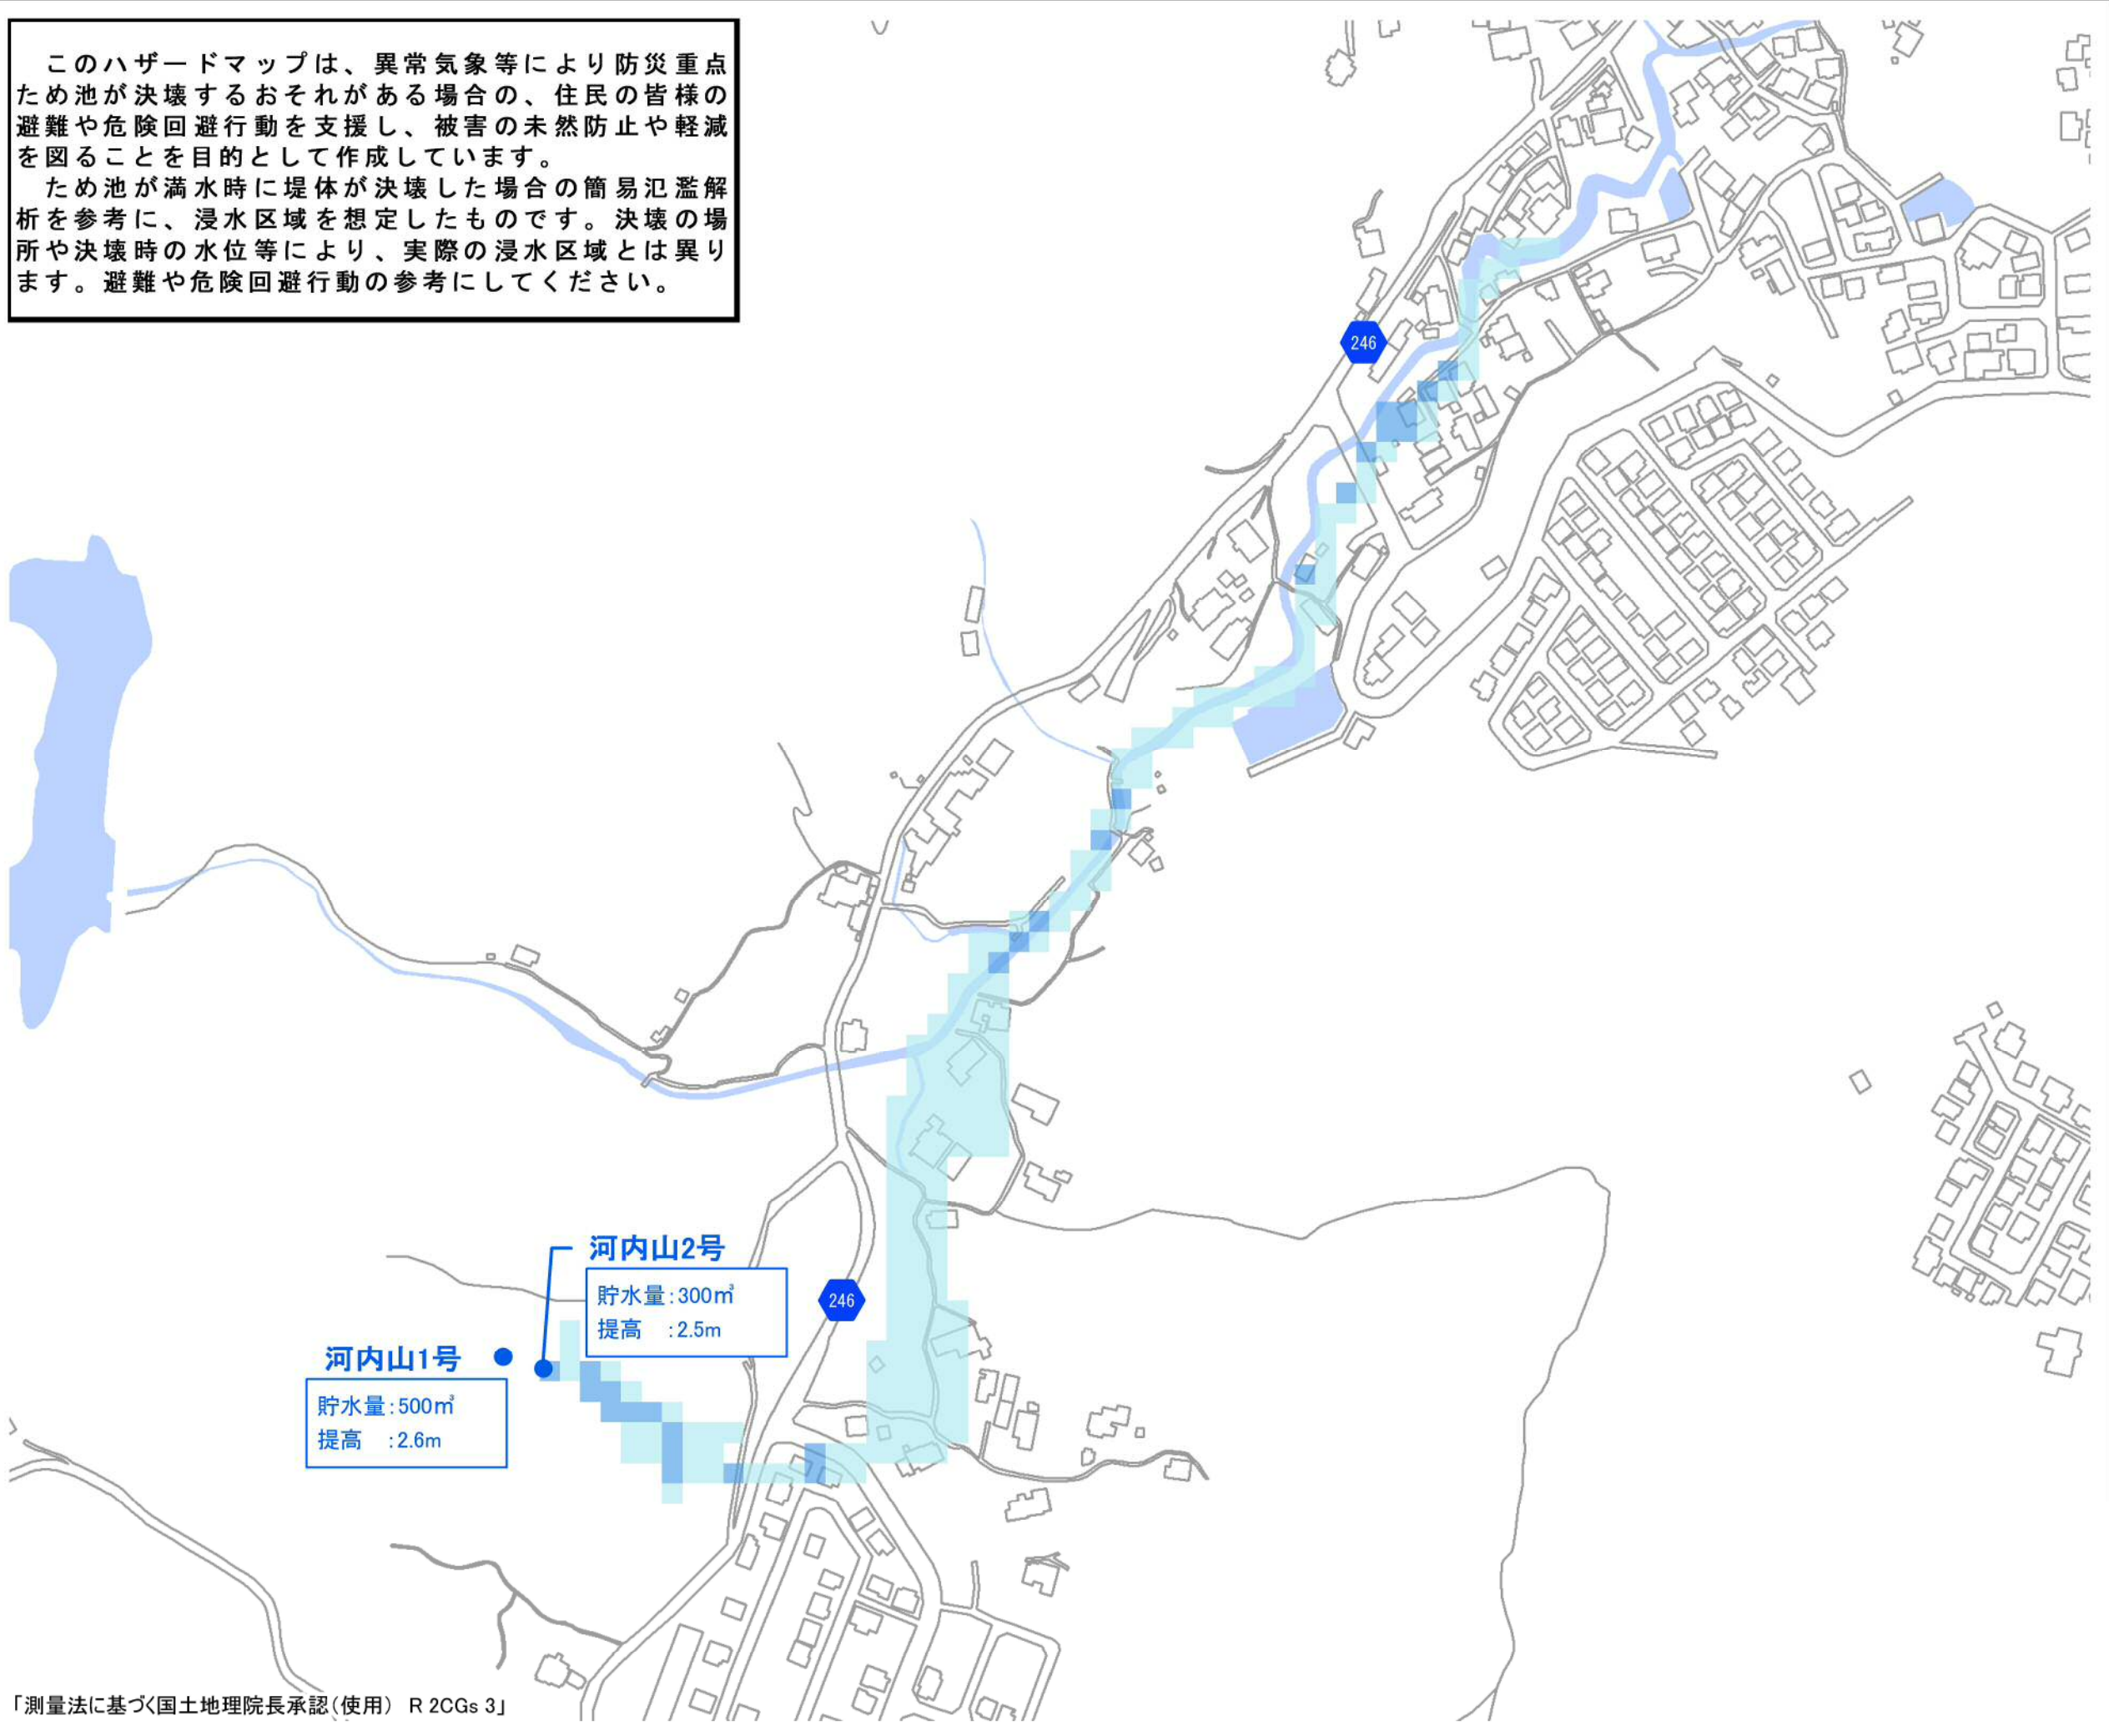 このハザードマップは、異常気象等により防災重点
ため池が決壊するおそれがある場合の、住民の皆様の
避難や危険回避行動を支援し、被害の未然防止や軽減
を図ることを目的として作成しています。
ため池が満水時に堤体が決壊した場合の簡易氾濫解
析を参考に、浸水区域を想定したものです。決壊の場
所や決壊時の水位等により、実際の浸水区域とは異り
ます。避難や危険回避行動の参考にしてください。
246
河内山2号
貯水量:300㎥
提高 :2.5m
246
河内山1号
貯水量:500㎥
提高 :2.6m
「測量法に基づく国土地理院長承認(使用) R 2CGs 3」